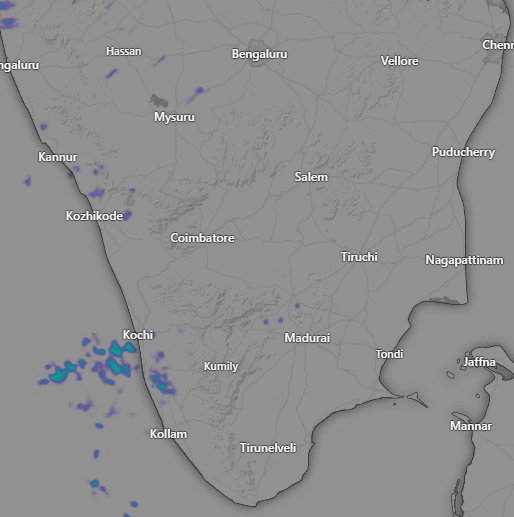 Hassan
Bengaluru
Chenn
Vellore
ngaluru
Mysuru
Puducherry
Kannur
Salem
Kozhikode
Coimbatore
Tiruchi
Nagapattinam
Kochi
Madurai
Tondi
Jaffna
Kumily
Mannar
Kollam
Tirunelveli